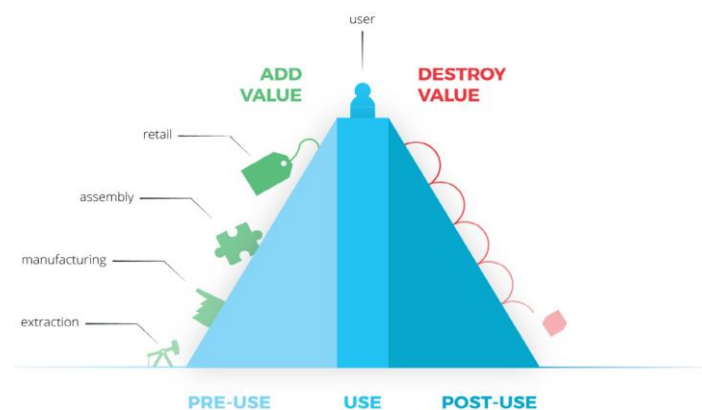 user
ADD
VALUE
DESTROY
VALUE
retail
assembly
manufacturing
extraction
PRE-USE
USE
POST-USE